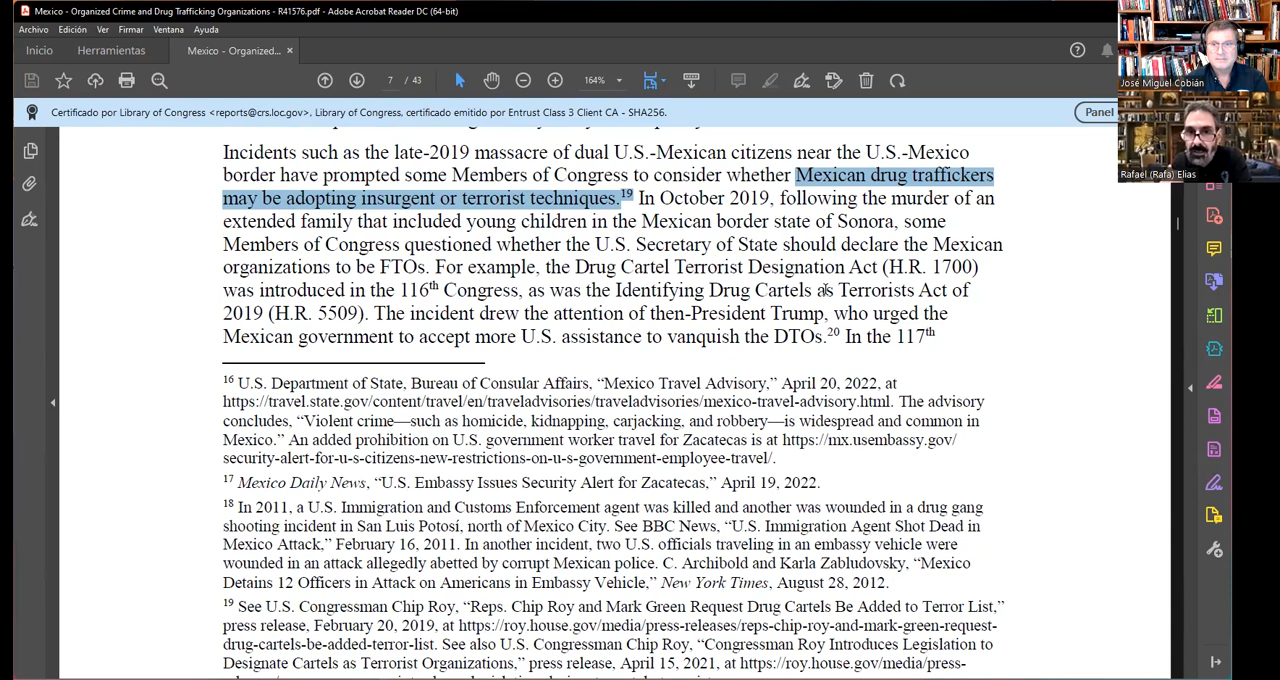 Mexico - Organized Crime and Drug Trafficking Organizations - R41576.pdf - Adobe Acrobat Reader DC (64-bit)
Archivo Edición Ver Firmar Ventana Ayuda
Inicio Herramientas Mexico - Organized... ×
7 / 43 164%
Certificado por Library of Congress <reports@crs.loc.gov>, Library of Congress, certificado emitido por Entrust Class 3 Client CA - SHA256.
Panel
José Miguel Cobián
Rafael (Rafa) Elias
Incidents such as the late-2019 massacre of dual U.S.-Mexican citizens near the U.S.-Mexico
border have prompted some Members of Congress to consider whether Mexican drug traffickers
may be adopting insurgent or terrorist techniques.19 In October 2019, following the murder of an
extended family that included young children in the Mexican border state of Sonora, some
Members of Congress questioned whether the U.S. Secretary of State should declare the Mexican
organizations to be FTOs. For example, the Drug Cartel Terrorist Designation Act (H.R. 1700)
was introduced in the 116th Congress, as was the Identifying Drug Cartels as Terrorists Act of
2019 (H.R. 5509). The incident drew the attention of then-President Trump, who urged the
Mexican government to accept more U.S. assistance to vanquish the DTOs.20 In the 117th
16 U.S. Department of State, Bureau of Consular Affairs, “Mexico Travel Advisory,” April 20, 2022, at
https://travel.state.gov/content/travel/en/traveladvisories/traveladvisories/mexico-travel-advisory.html. The advisory
concludes, “Violent crime—such as homicide, kidnapping, carjacking, and robbery—is widespread and common in
Mexico.” An added prohibition on U.S. government worker travel for Zacatecas is at https://mx.usembassy.gov/
security-alert-for-u-s-citizens-new-restrictions-on-u-s-government-employee-travel/.
17 Mexico Daily News, “U.S. Embassy Issues Security Alert for Zacatecas,” April 19, 2022.
18 In 2011, a U.S. Immigration and Customs Enforcement agent was killed and another was wounded in a drug gang
shooting incident in San Luis Potosí, north of Mexico City. See BBC News, “U.S. Immigration Agent Shot Dead in
Mexico Attack,” February 16, 2011. In another incident, two U.S. officials traveling in an embassy vehicle were
wounded in an attack allegedly abetted by corrupt Mexican police. C. Archibold and Karla Zabludovsky, “Mexico
Detains 12 Officers in Attack on Americans in Embassy Vehicle,” New York Times, August 28, 2012.
19 See U.S. Congressman Chip Roy, “Reps. Chip Roy and Mark Green Request Drug Cartels Be Added to Terror List,”
press release, February 20, 2019, at https://roy.house.gov/media/press-releases/reps-chip-roy-and-mark-green-request-
drug-cartels-be-added-terror-list. See also U.S. Congressman Chip Roy, “Congressman Roy Introduces Legislation to
Designate Cartels as Terrorist Organizations,” press release, April 15, 2021, at https://roy.house.gov/media/press-